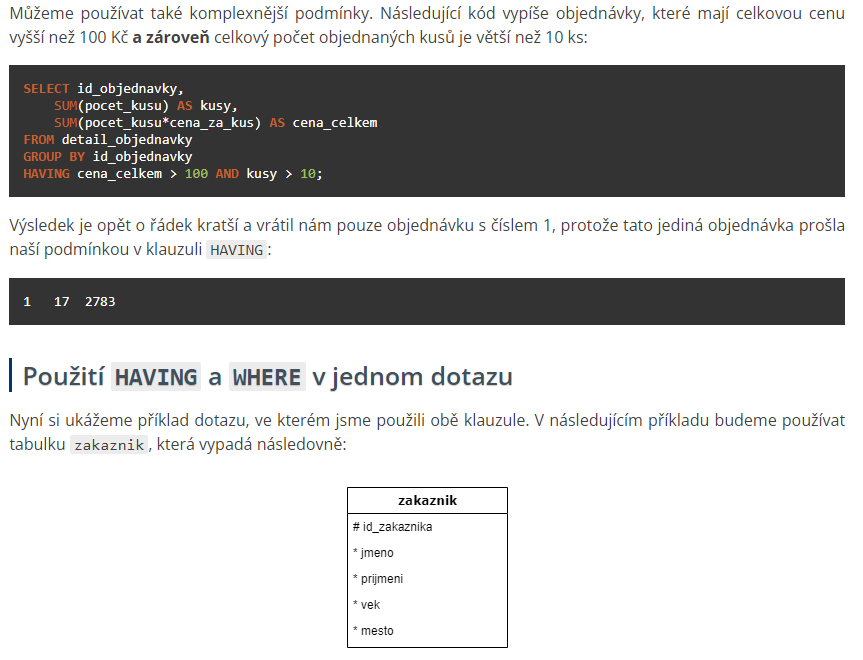 Můžeme používat také komplexnější podmínky. Následující kód vypíše objednávky, které mají celkovou cenu
vyšší než 100 Kč a zároveň celkový počet objednaných kusů je větší než 10 ks:
SELECT id_objednavky,
    SUM(pocet_kusu) AS kusy,
    SUM(pocet_kusu*cena_za_kus) AS cena_celkem
FROM detail_objednavky
GROUP BY id_objednavky
HAVING cena_celkem > 100 AND kusy > 10;
Výsledek je opět o řádek kratší a vrátil nám pouze objednávku s číslem 1, protože tato jediná objednávka prošla
naší podmínkou v klauzuli HAVING:
1   17  2783
Použití HAVING a WHERE v jednom dotazu
Nyní si ukážeme příklad dotazu, ve kterém jsme použili obě klauzule. V následujícím příkladu budeme používat
tabulku zakaznik, která vypadá následovně:
zakaznik
# id_zakaznika
* jmeno
* prijmeni
* vek
* mesto